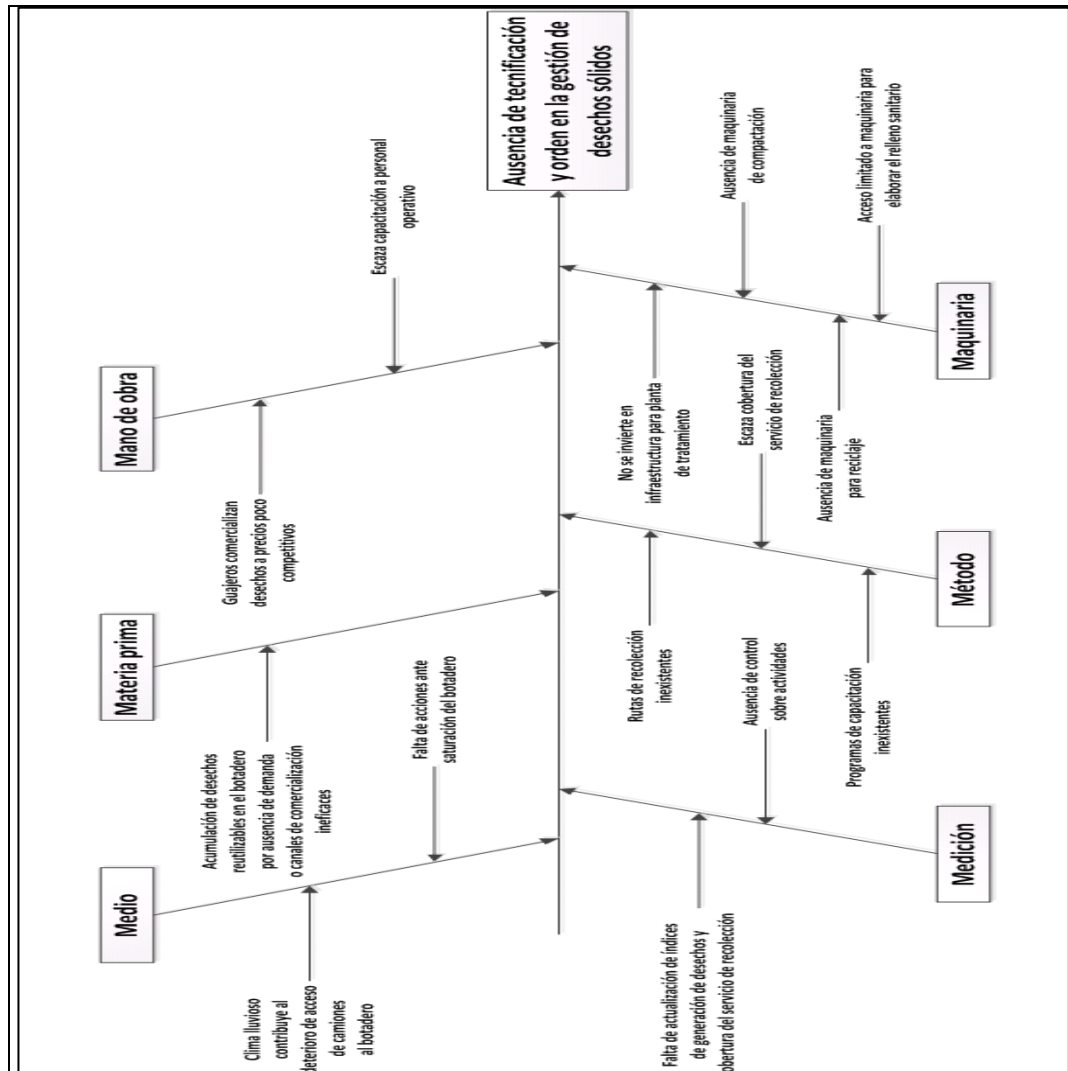 Medio
Materia prima
Mano de obra
Clima lluvioso
contribuye al
deterioro de acceso
de camiones
al botadero
Falta de acciones ante
saturación del botadero
Acumulación de desechos
reutilizables en el botadero
por ausencia de demanda
o canales de comercialización
ineficaces
Guajeros comercializan
desechos a precios poco
competitivos
Escaza capacitación a personal
operativo
Ausencia de tecnificación
y orden en la gestión de
desechos sólidos
Falta de actualización de índices
de generación de desechos y
cobertura del servicio de recolección
Ausencia de control
sobre actividades
Rutas de recolección
inexistentes
Escaza cobertura del
servicio de recolección
Programas de capacitación
inexistentes
No se invierte en
infraestructura para planta
de tratamiento
Ausencia de maquinaria
de compactación
Ausencia de maquinaria
para reciclaje
Acceso limitado a maquinaria para
elaborar el relleno sanitario
Medición
Método
Maquinaria